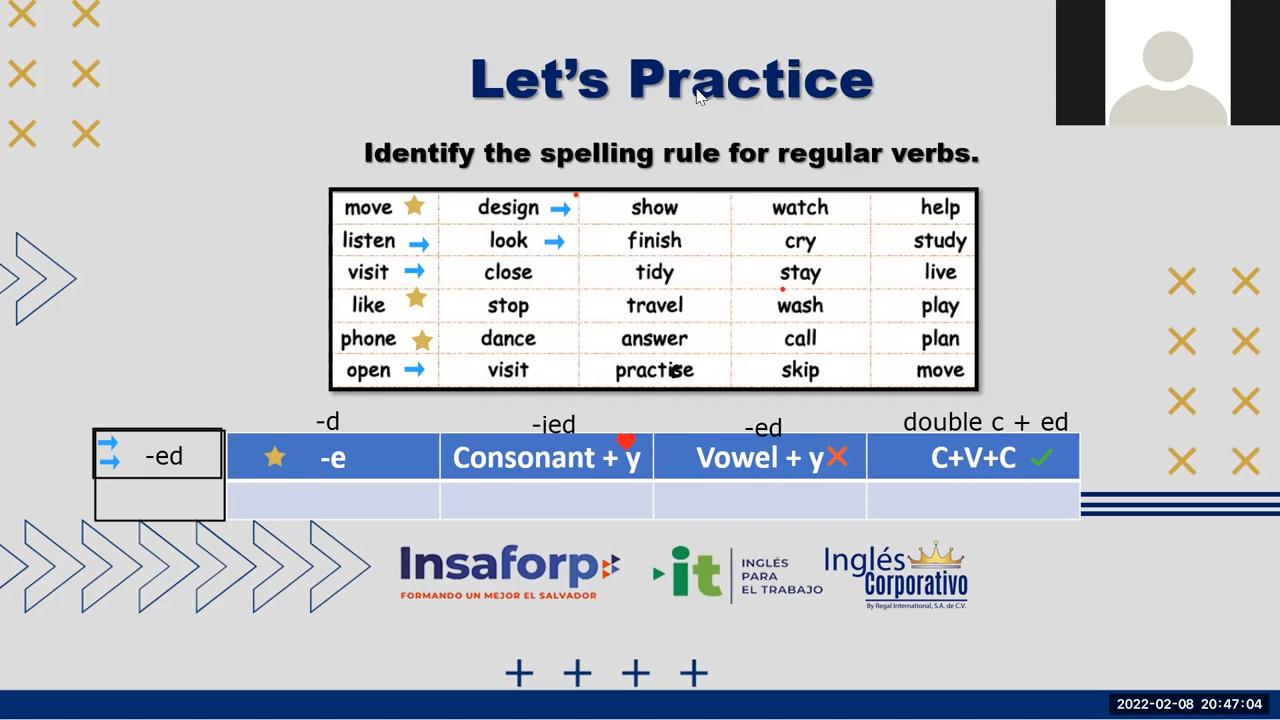 Let's Practice
Identify the spelling rule for regular verbs.
move design show watch help
listen look finish cry study
visit close tidy stay live
like stop travel wash play
phone dance answer call plan
open visit skip move
-d -ied -ed double c + ed
-ed -e Consonant + y Vowel + y C+V+C
Insaforp
FORMANDO UN MEJOR EL SALVADOR
it INGLÉS PARA EL TRABAJO
Inglés
Corporativo
By Regal International, S.A. de C.V.
2022-02-08 20:47:04